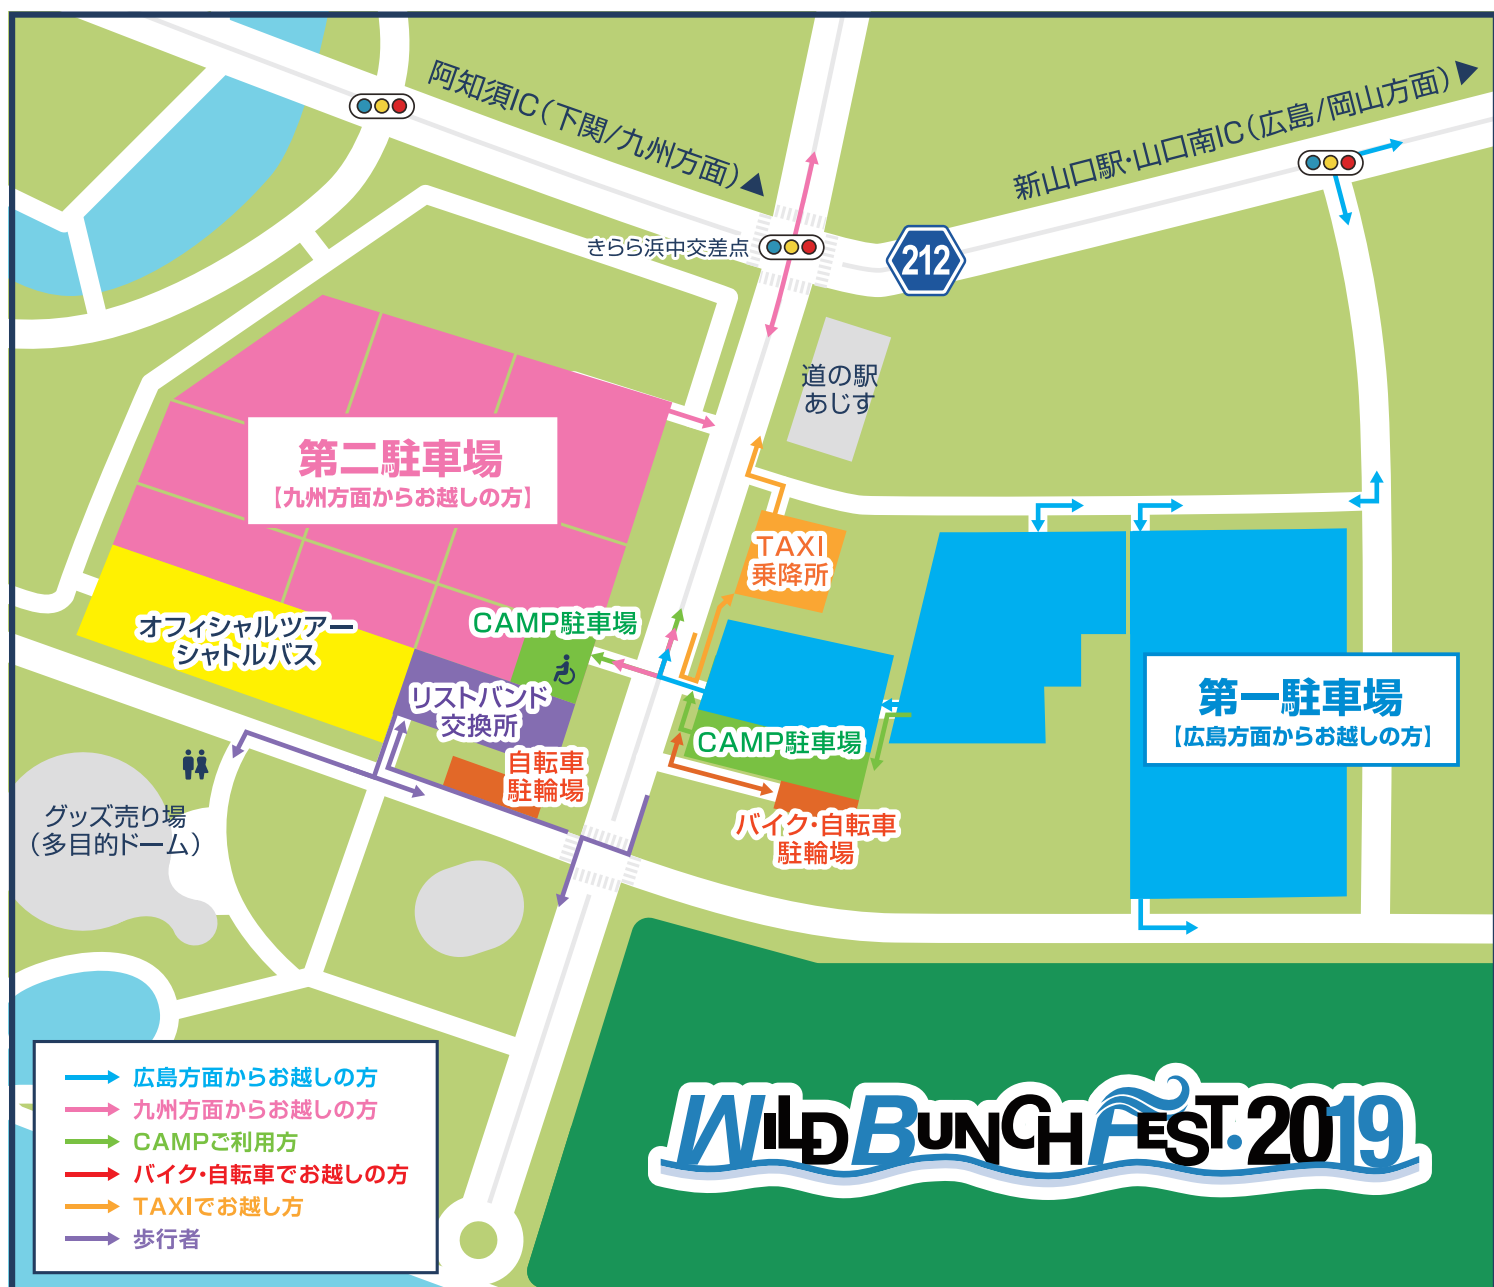 阿知須IC(下関/九州方面)▶
新山口駅・山口南IC(広島/岡山方面)▶
きらら浜中交差点
212
道の駅
あじす
第二駐車場
【九州方面からお越しの方】
TAXI
乗降所
CAMP駐車場
オフィシャルツアー
シャトルバス
リストバンド
交換所
第一駐車場
【広島方面からお越しの方】
CAMP駐車場
自転車
駐輪場
バイク・自転車
駐輪場
グッズ売り場
(多目的ドーム)
広島方面からお越しの方
九州方面からお越しの方
CAMPご利用方
バイク・自転車でお越しの方
TAXIでお越し方
歩行者
WILD BUNCH FEST.2019